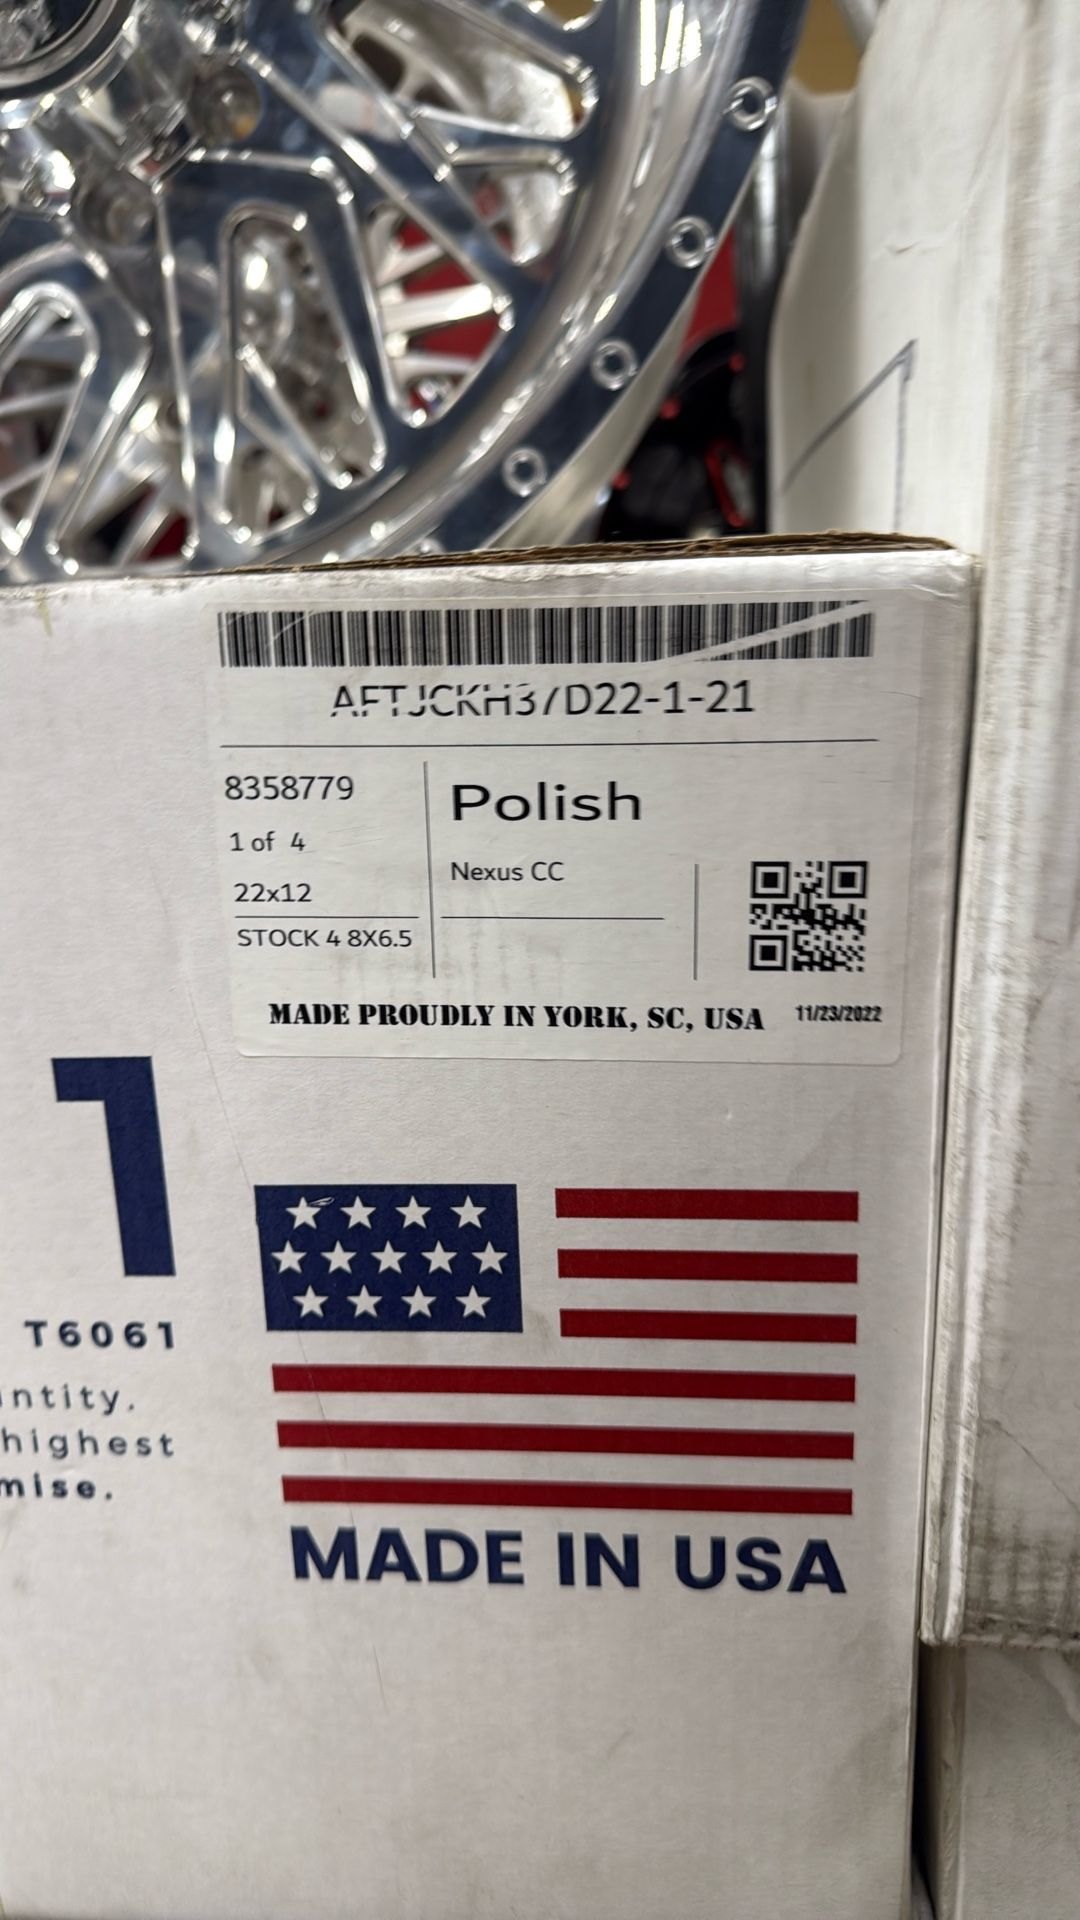 AFTJCKH37D22-1-21
8358779
1 of 4
22x12
STOCK 4 8X6.5
Polish
Nexus CC
MADE PROUDLY IN YORK, SC, USA
11/23/2022
1
T6061
ntity.
highest
mise.
MADE IN USA